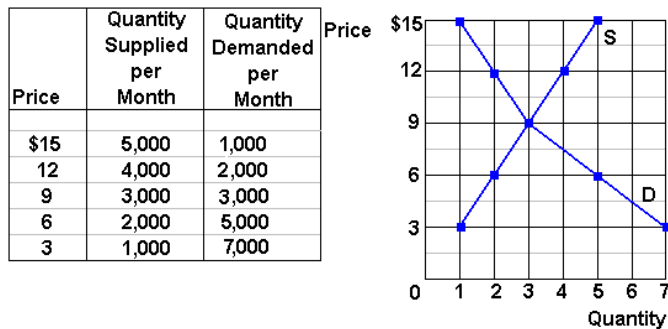 Price
Quantity Supplied per Month
Quantity Demanded per Month
$15 5,000 1,000
12 4,000 2,000
9 3,000 3,000
6 2,000 5,000
3 1,000 7,000
Price
$15
12
9
6
3
0 1 2 3 4 5 6 7
Quantity
S
D